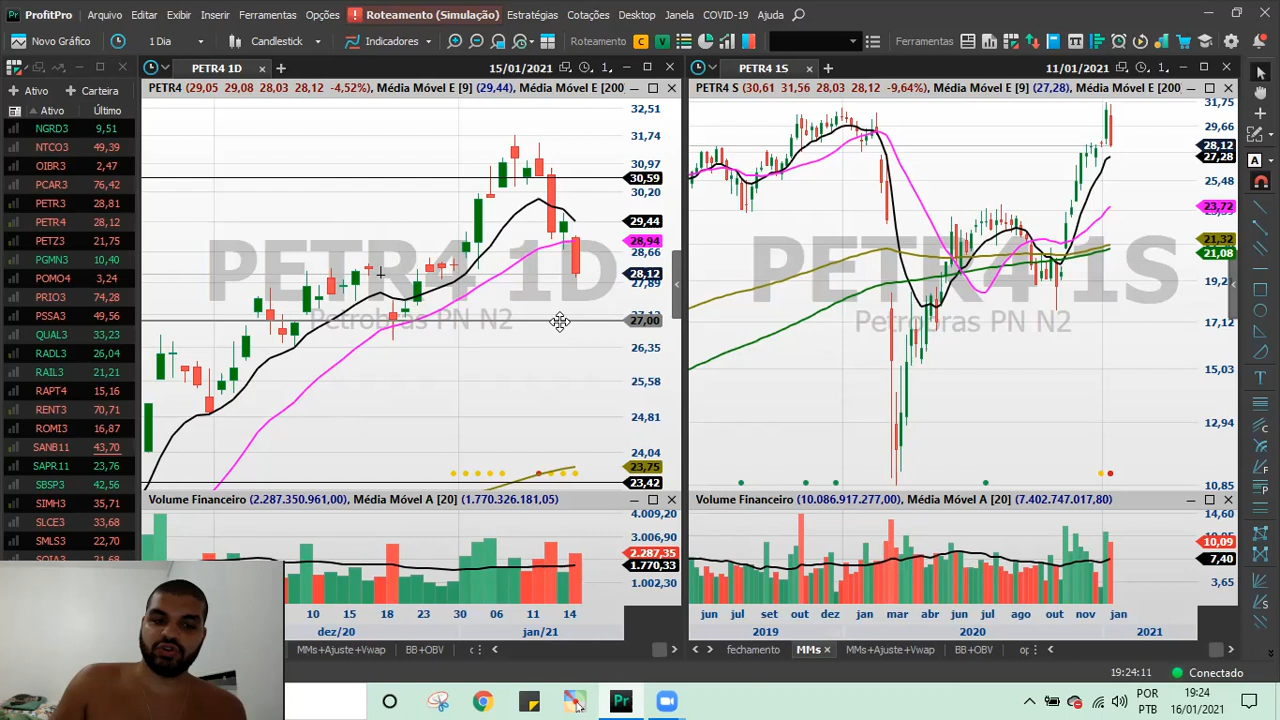 ProfitPro
Arquivo Editar Exibir Inserir Ferramentas Opções Roteamento (Simulação) Estratégias Cotações Desktop Janela COVID-19 Ajuda
Novo Gráfico 1 Dia Candlestick Indicadores Roteamento C V Ferramentas
PETR4 1D 15/01/2021 1
PETR4 1S 11/01/2021 1
Ativo Carteira
Ativo Último
NGRD3 9,51
NTCO3 49,39
OIBR3 2,47
PCAR3 76,42
PETR3 28,81
PETR4 28,12
PETZ3 21,75
PGMN3 10,40
POMO4 3,24
PRIO3 74,28
PSSA3 49,56
QUAL3 33,23
RADL3 26,04
RAIL3 21,21
RAPT4 15,16
RENT3 70,71
ROMI3 16,87
SANB11 43,70
SAPR11 23,76
SBSP3 42,56
SIMH3 35,71
SLCE3 33,68
SMLS3 22,70
PETR4 (29,05 29,08 28,03 28,12 -4,52%), Média Móvel E [9] (29,44), Média Móvel E [200
32,51
31,74
30,97
30,59
30,20
29,44
28,94
28,66
28,12
27,89
27,00
26,35
25,58
24,81
24,04
23,75
23,42
PETR4 1D
Petrobras PN N2
Volume Financeiro (2.287.350.961,00), Média Móvel A [20] (1.770.326.181,05)
4.009,20
3.006,90
2.287,35
1.770,33
1.002,30
10 15 18 23 30 06 11 14
dez/20 jan/21
MMs+Ajuste+Vwap BB+OBV
PETR4 S (30,61 31,56 28,03 28,12 -9,64%), Média Móvel E [9] (27,28), Média Móvel E [200
31,75
29,66
28,12
27,28
25,48
23,72
21,32
21,08
19,21
17,12
15,03
12,94
10,85
PETR4 1S
Petrobras PN N2
Volume Financeiro (10.086.917.277,00), Média Móvel A [20] (7.402.747.017,80)
14,60
10,09
7,40
3,65
jun jul set out dez jan mar abr jun jul ago out nov jan
2019 2020 2021
fechamento MMs MMs+Ajuste+Vwap BB+OBV
19:24:11 Conectado
POR 19:24
PTB 16/01/2021